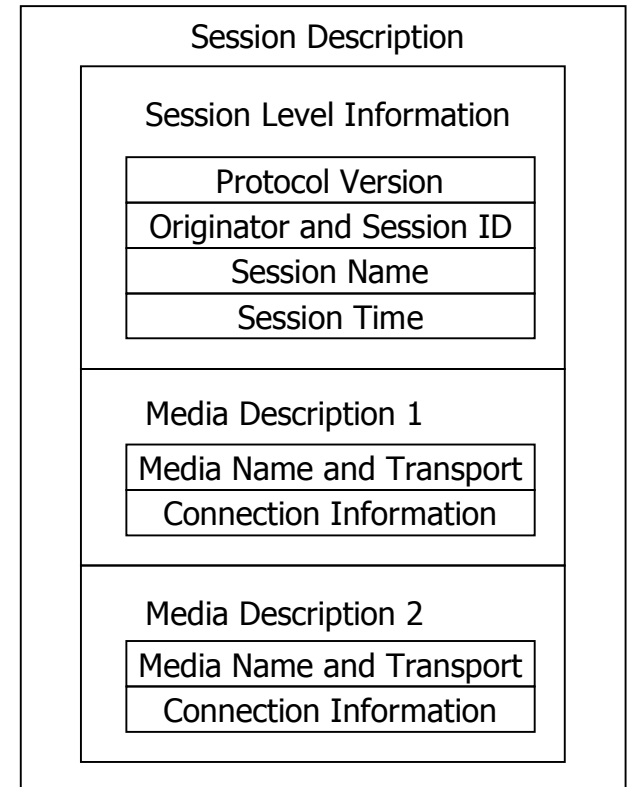 Session Description
Session Level Information
Protocol Version
Originator and Session ID
Session Name
Session Time
Media Description 1
Media Name and Transport
Connection Information
Media Description 2
Media Name and Transport
Connection Information